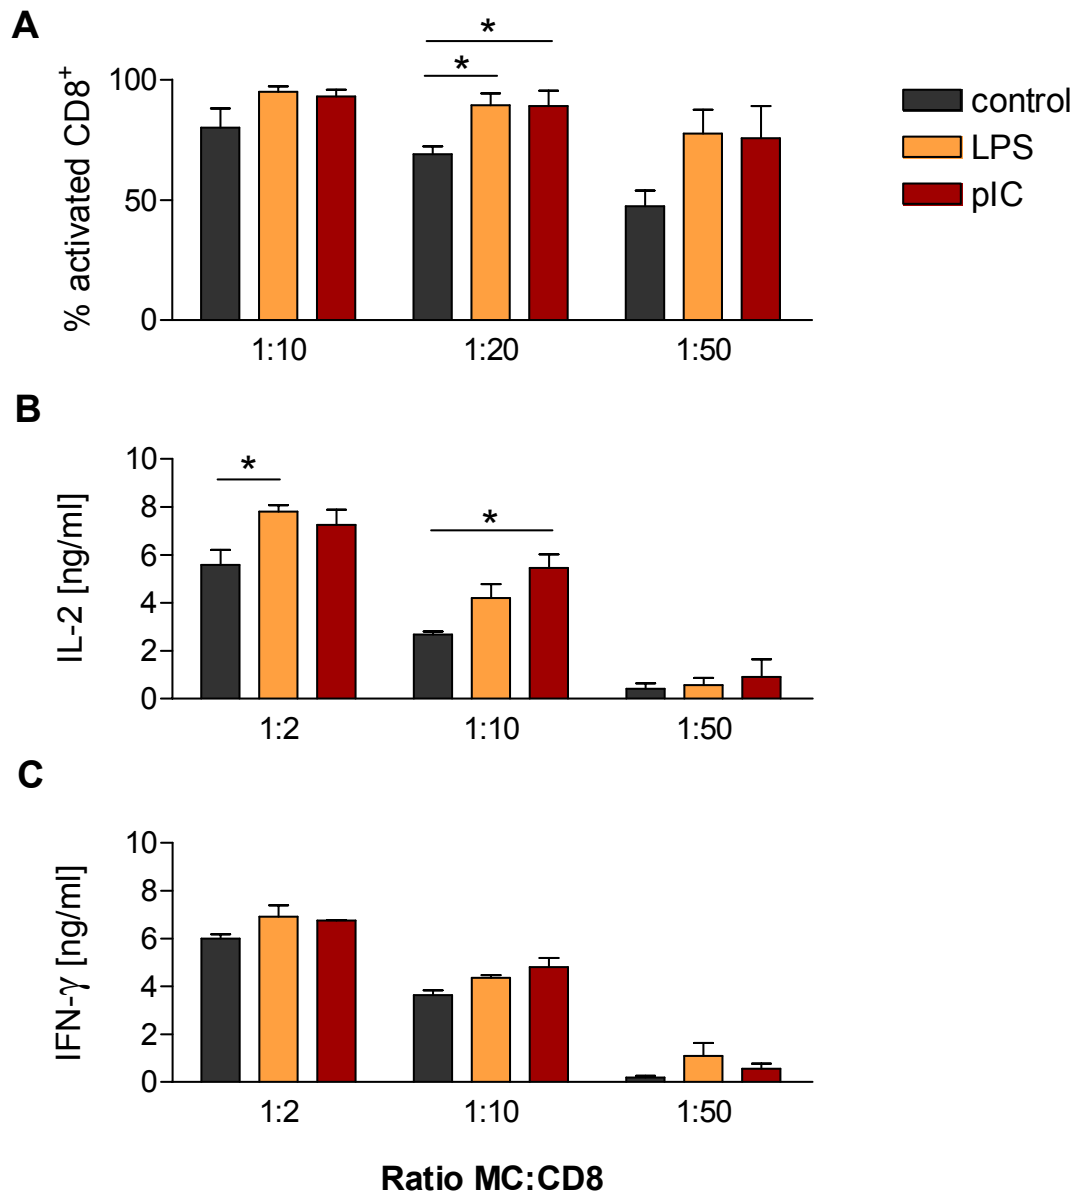 A
*
*
% activated CD8+
100
50
0
1:10 1:20 1:50
control
LPS
pIC
B
*
*
IL-2 [ng/ml]
10
8
6
4
2
0
1:2 1:10 1:50
C
IFN-γ [ng/ml]
10
8
6
4
2
0
1:2 1:10 1:50
Ratio MC:CD8